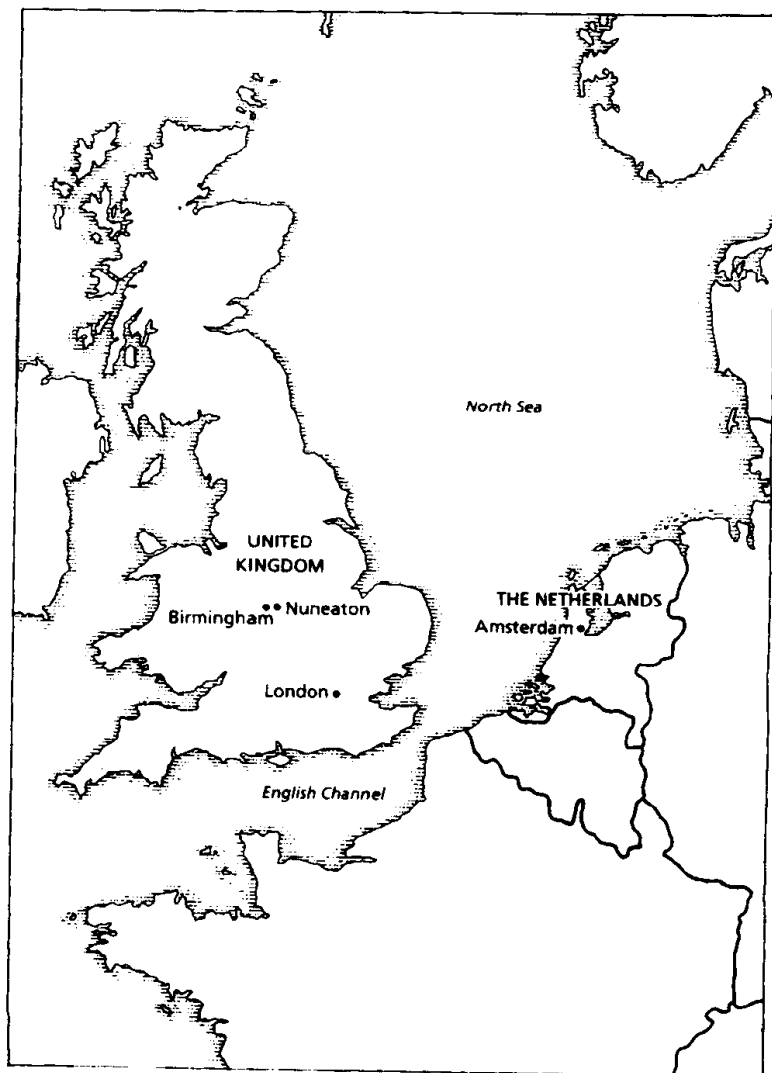 North Sea
UNITED
KINGDOM
THE NETHERLANDS
Birmingham
Nuneaton
Amsterdam
London
English Channel